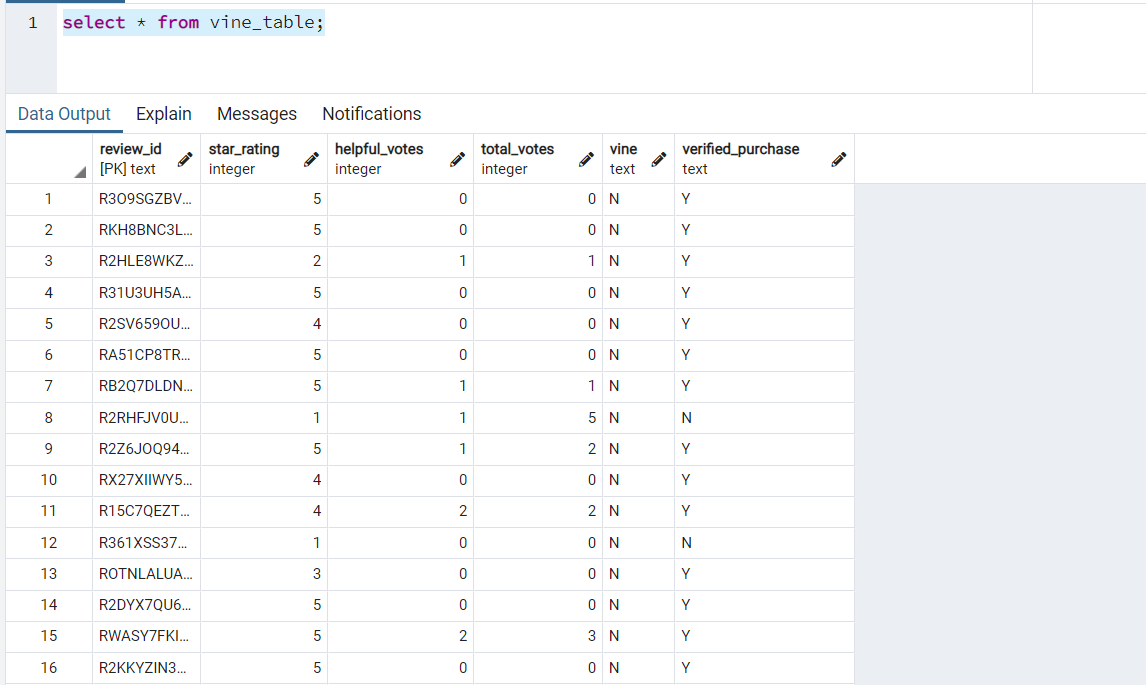 1 select * from vine_table;
Data Output Explain Messages Notifications
review_id star_rating helpful_votes total_votes vine verified_purchase
[PK] text integer integer integer text text
1 R3O9SGZBV... 5 0 0 N Y
2 RKH8BNC3L... 5 0 0 N Y
3 R2HLE8WKZ... 2 1 1 N Y
4 R31U3UH5A... 5 0 0 N Y
5 R2SV659OU... 4 0 0 N Y
6 RA51CP8TR... 5 0 0 N Y
7 RB2Q7DLDN... 5 1 1 N Y
8 R2RHFJV0U... 1 1 5 N N
9 R2Z6JOQ94... 5 1 2 N Y
10 RX27XIIWY5... 4 0 0 N Y
11 R15C7QEZT... 4 2 2 N Y
12 R361XSS37... 1 0 0 N N
13 ROTNLALUA... 3 0 0 N Y
14 R2DYX7QU6... 5 0 0 N Y
15 RWASY7FKI... 5 2 3 N Y
16 R2KKYZIN3... 5 0 0 N Y